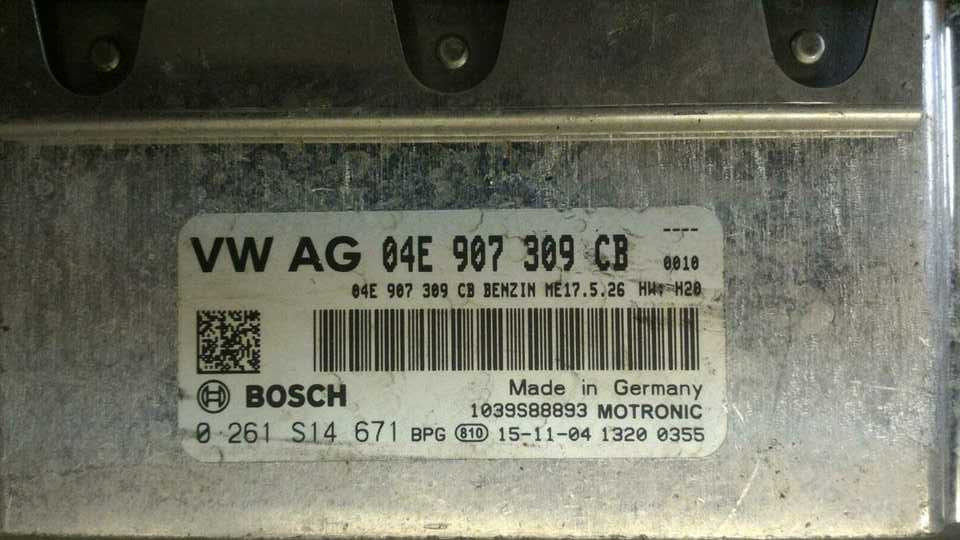 ----
VW AG 04E 907 309 CB 0010
04E 907 309 CB BENZIN ME17.5.26 HW: H20
BOSCH
Made in Germany
1039S88893 MOTRONIC
0 261 S14 671 BPG 810 15-11-04 1320 0355